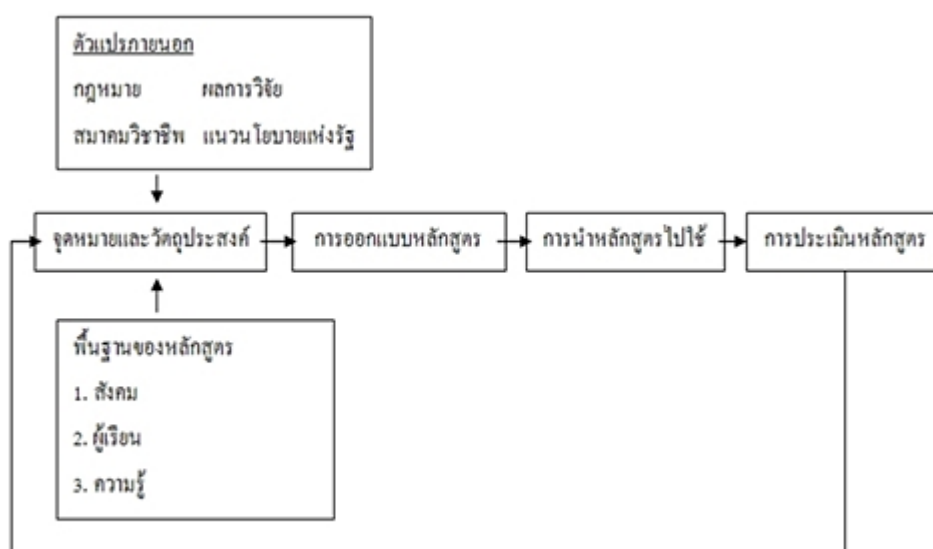 ตัวแปรภายนอก
กฎหมาย ผลการวิจัย
สมาคมวิชาชีพ แนวนโยบายแห่งรัฐ
จุดหมายและวัตถุประสงค์
การออกแบบหลักสูตร
การนำหลักสูตรไปใช้
การประเมินหลักสูตร
พื้นฐานของหลักสูตร
1. สังคม
2. ผู้เรียน
3. ความรู้